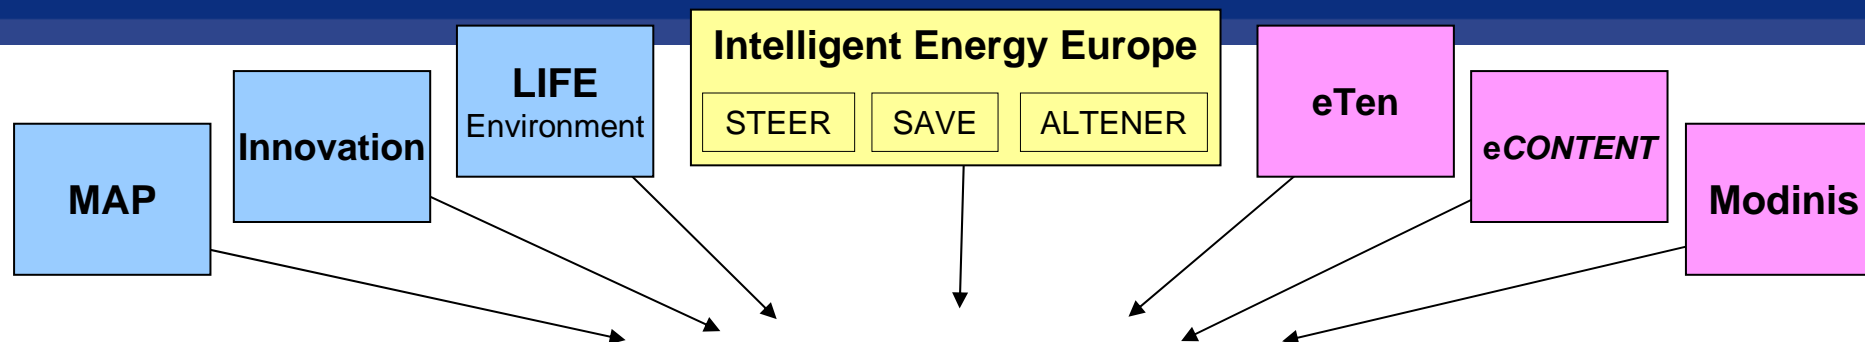 MAP
Innovation
LIFE
Environment
Intelligent Energy Europe
STEER SAVE ALTENER
eTen
eCONTENT
Modinis